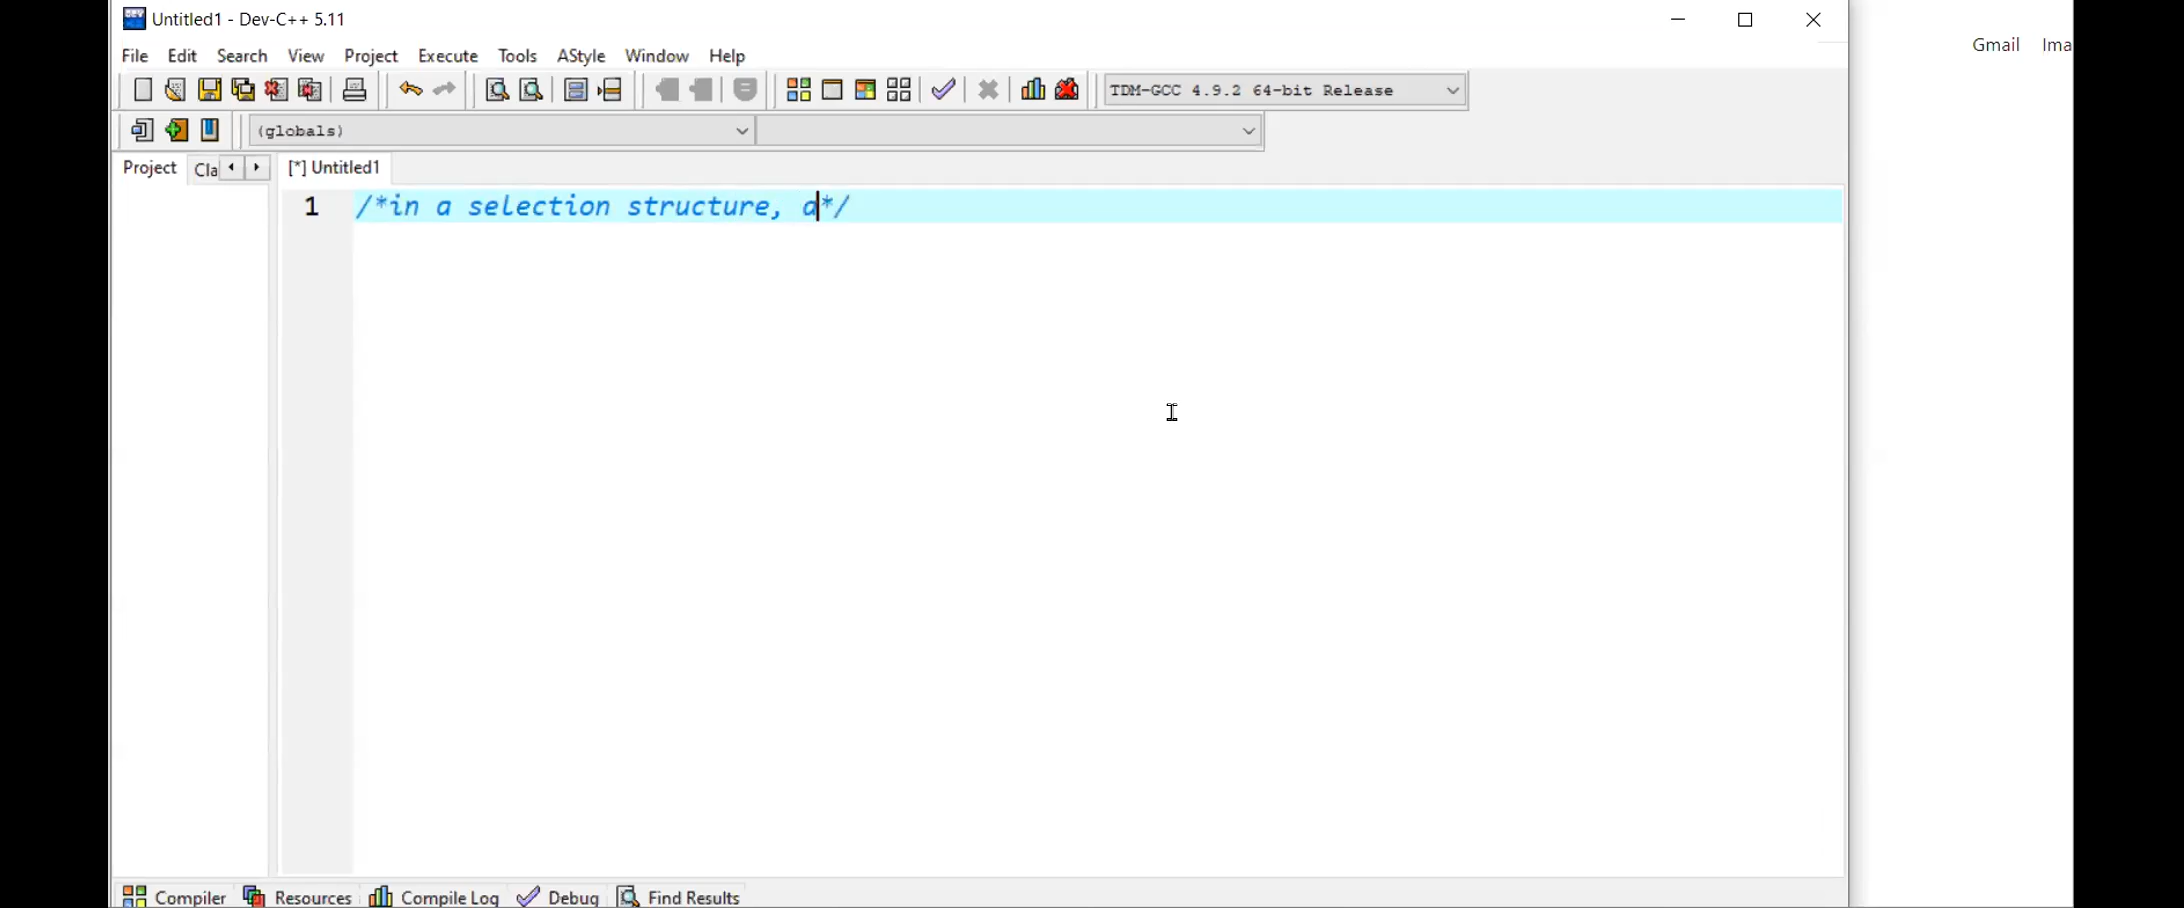 Untitled1 - Dev-C++ 5.11
Gmail Ima
File Edit Search View Project Execute Tools AStyle Window Help
TDM-GCC 4.9.2 64-bit Release
(globals)
Project Cla [*] Untitled1
1 /*in a selection structure, a*/
Compiler Resources Compile Log Debug Find Results